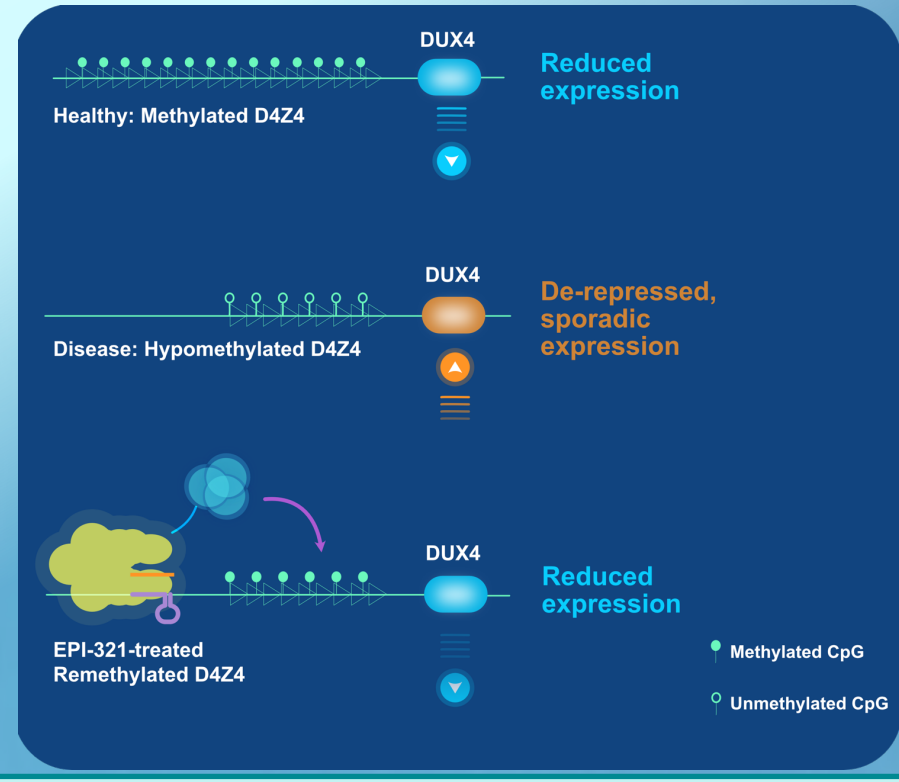 DUX4
Reduced
expression
Healthy: Methylated D4Z4
DUX4
De-repressed,
sporadic
expression
Disease: Hypomethylated D4Z4
DUX4
Reduced
expression
EPI-321-treated
Remethylated D4Z4
Methylated CpG
Unmethylated CpG